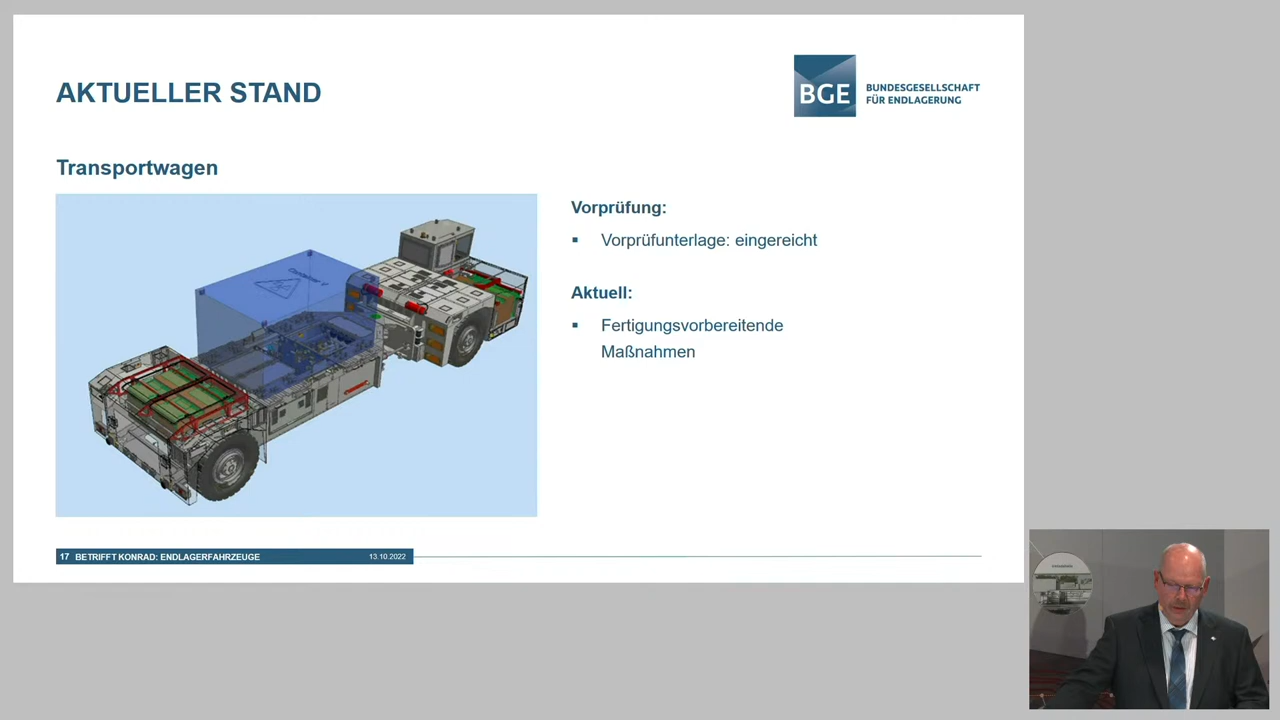 AKTUELLER STAND
BGE
BUNDESGESELLSCHAFT
FÜR ENDLAGERUNG
Transportwagen
Container V
Vorprüfung:
▪ Vorprüfunterlage: eingereicht
Aktuell:
▪ Fertigungsvorbereitende
Maßnahmen
17 BETRIFFT KONRAD: ENDLAGERFAHRZEUGE
13.10.2022